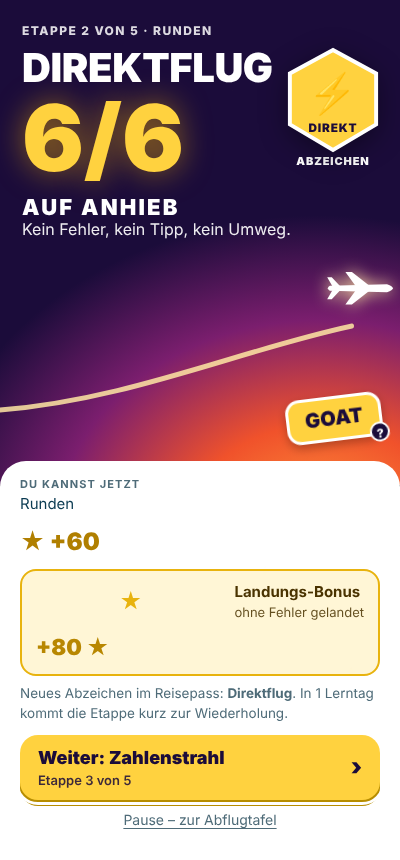 ETAPPE 2 VON 5 · RUNDEN
DIREKTFLUG
6/6
DIREKT
ABZEICHEN
AUF ANHIEB
Kein Fehler, kein Tipp, kein Umweg.
GOAT
?
DU KANNST JETZT
Runden
★ +60
★
Landungs-Bonus
ohne Fehler gelandet
+80 ★
Neues Abzeichen im Reisepass: Direktflug. In 1 Lerntag
kommt die Etappe kurz zur Wiederholung.
Weiter: Zahlenstrahl
Etappe 3 von 5
›
Pause – zur Abflugtafel